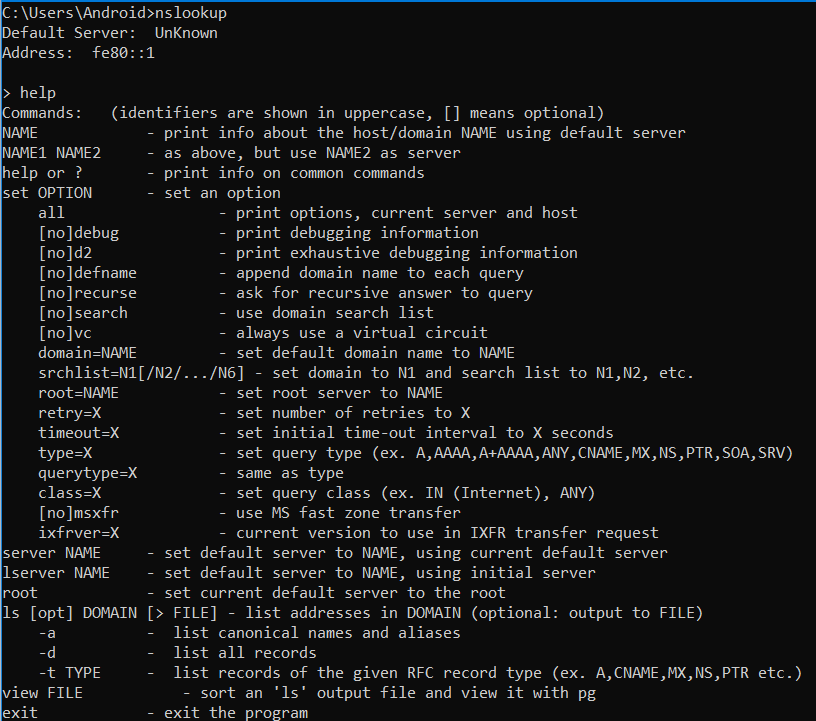 C:\Users\Android>nslookup
Default Server:  UnKnown
Address:  fe80::1

> help
Commands:   (identifiers are shown in uppercase, [] means optional)
NAME            - print info about the host/domain NAME using default server
NAME1 NAME2     - as above, but use NAME2 as server
help or ?       - print info on common commands
set OPTION      - set an option
    all                 - print options, current server and host
    [no]debug           - print debugging information
    [no]d2              - print exhaustive debugging information
    [no]defname         - append domain name to each query
    [no]recurse         - ask for recursive answer to query
    [no]search          - use domain search list
    [no]vc              - always use a virtual circuit
    domain=NAME         - set default domain name to NAME
    srchlist=N1[/N2/.../N6] - set domain to N1 and search list to N1,N2, etc.
    root=NAME           - set root server to NAME
    retry=X             - set number of retries to X
    timeout=X           - set initial time-out interval to X seconds
    type=X              - set query type (ex. A,AAAA,A+AAAA,ANY,CNAME,MX,NS,PTR,SOA,SRV)
    querytype=X         - same as type
    class=X             - set query class (ex. IN (Internet), ANY)
    [no]msxfr           - use MS fast zone transfer
    ixfrver=X           - current version to use in IXFR transfer request
server NAME     - set default server to NAME, using current default server
lserver NAME    - set default server to NAME, using initial server
root            - set current default server to the root
ls [opt] DOMAIN [> FILE] - list addresses in DOMAIN (optional: output to FILE)
    -a          -  list canonical names and aliases
    -d          -  list all records
    -t TYPE     -  list records of the given RFC record type (ex. A,CNAME,MX,NS,PTR etc.)
view FILE           - sort an 'ls' output file and view it with pg
exit            - exit the program